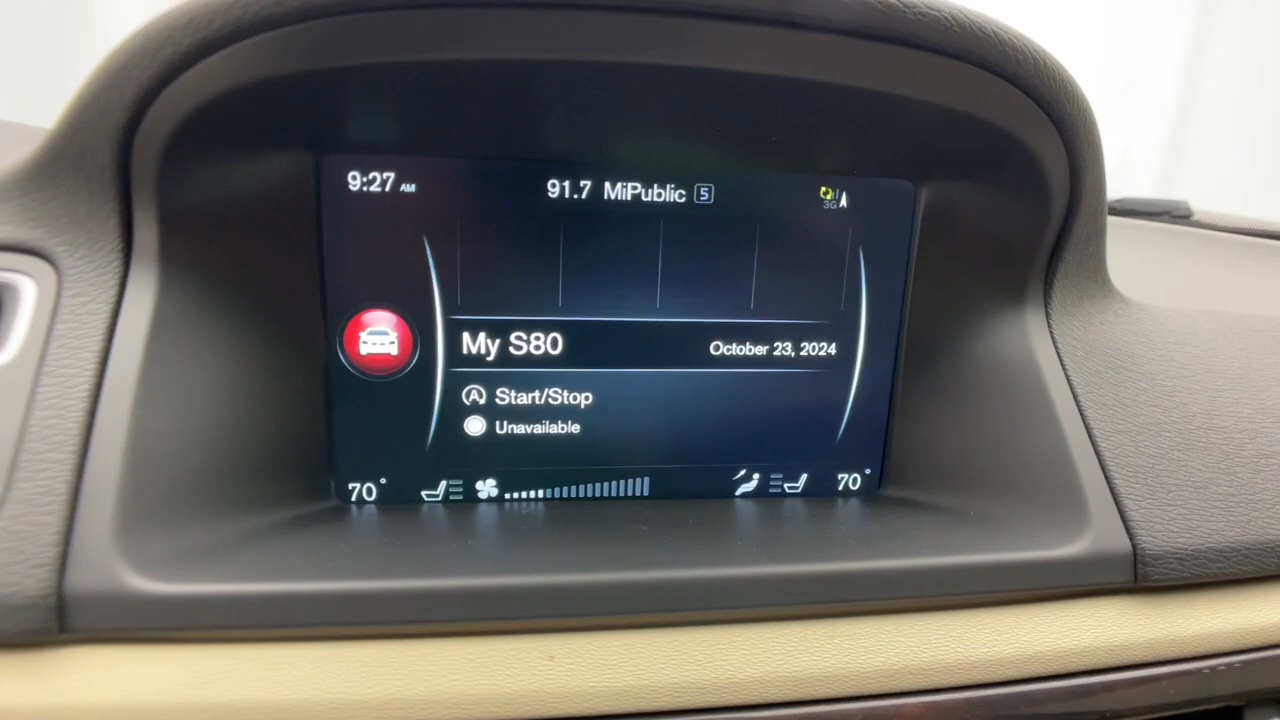 9:27 AM
91.7 MiPublic 5
3G
My S80
October 23, 2024
A Start/Stop
Unavailable
70°
70°